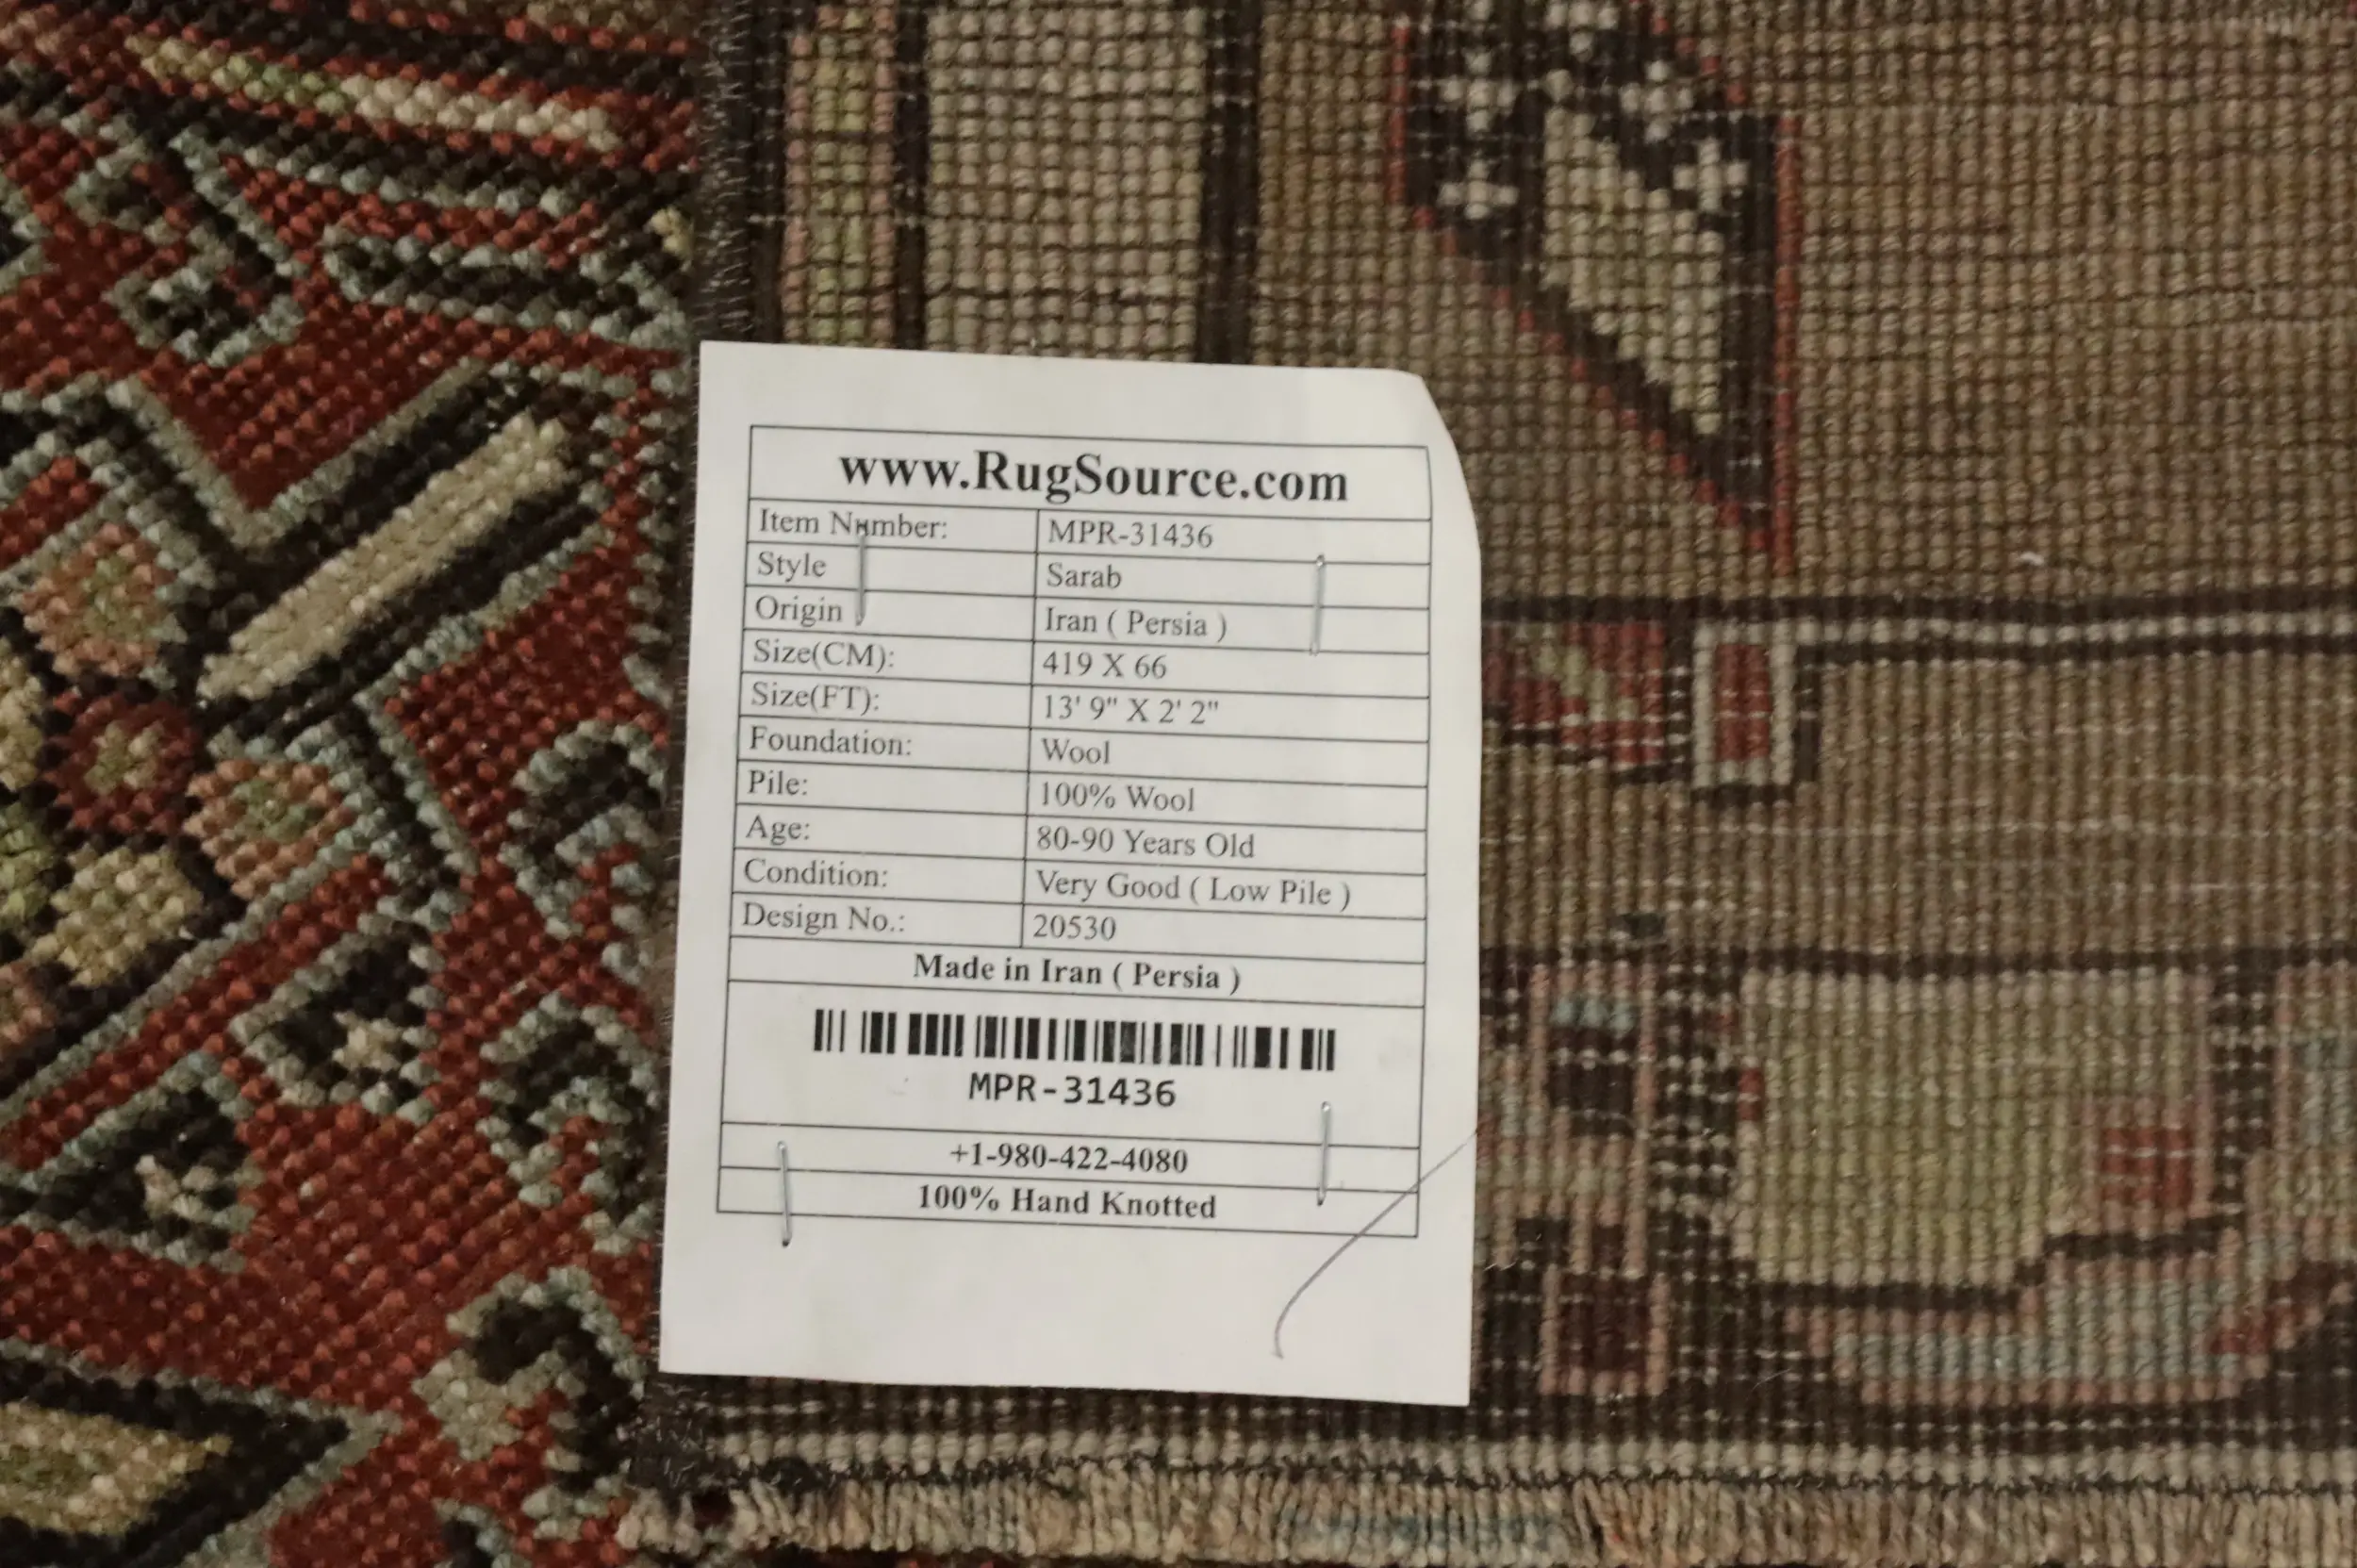 www.RugSource.com
Item Number: MPR-31436
Style Sarab
Origin Iran ( Persia )
Size(CM): 419 X 66
Size(FT): 13' 9" X 2' 2"
Foundation: Wool
Pile: 100% Wool
Age: 80-90 Years Old
Condition: Very Good ( Low Pile )
Design No.: 20530
Made in Iran ( Persia )
MPR-31436
+1-980-422-4080
100% Hand Knotted